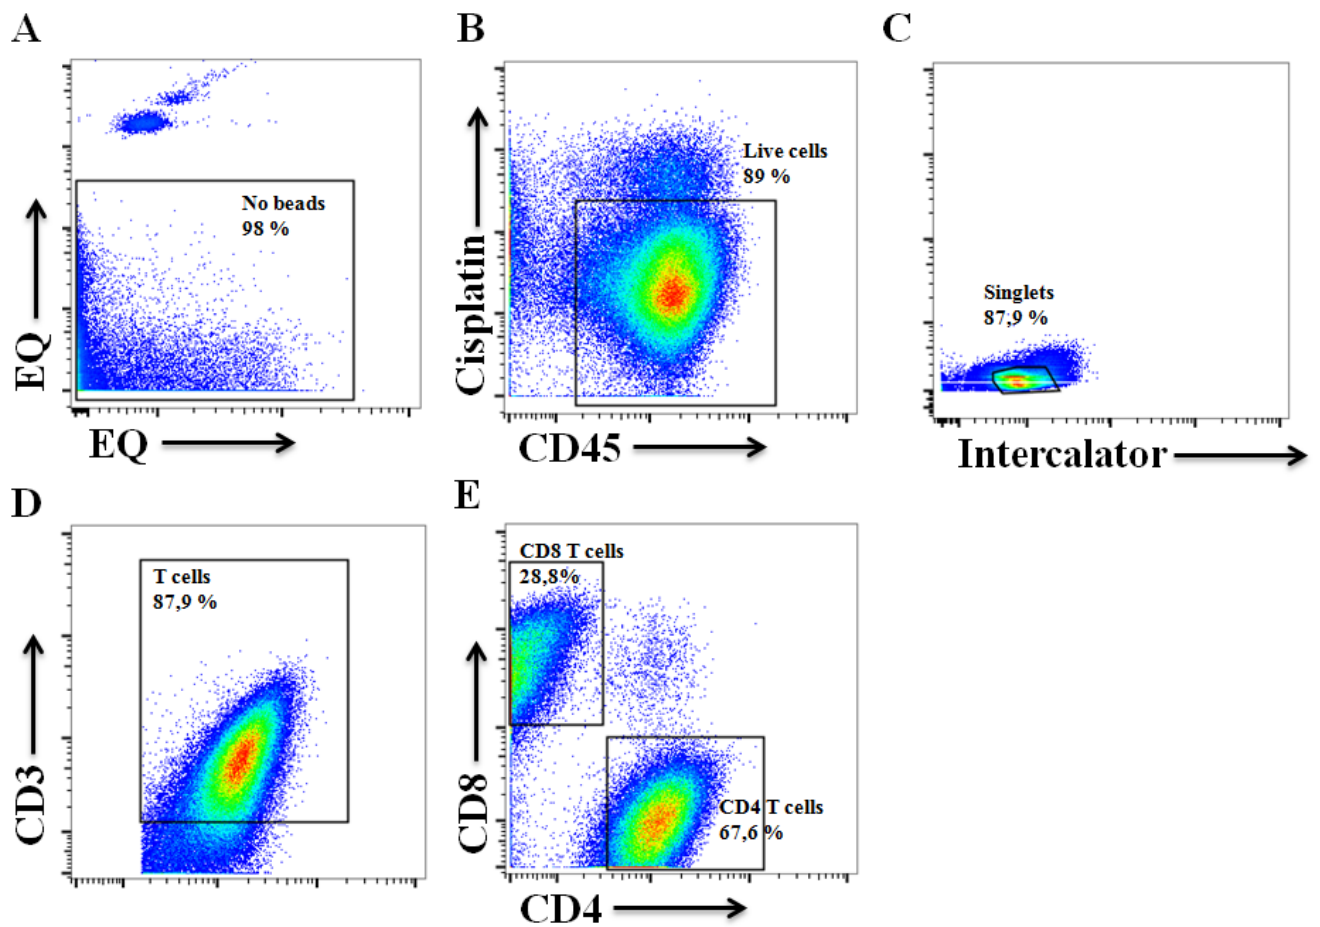 A
No beads
98 %
EQ
EQ
B
Live cells
89 %
Cisplatin
CD45
C
Singlets
87,9 %
Intercalator
D
T cells
87,9 %
CD3
E
CD8 T cells
28,8%
CD4 T cells
67,6 %
CD8
CD4